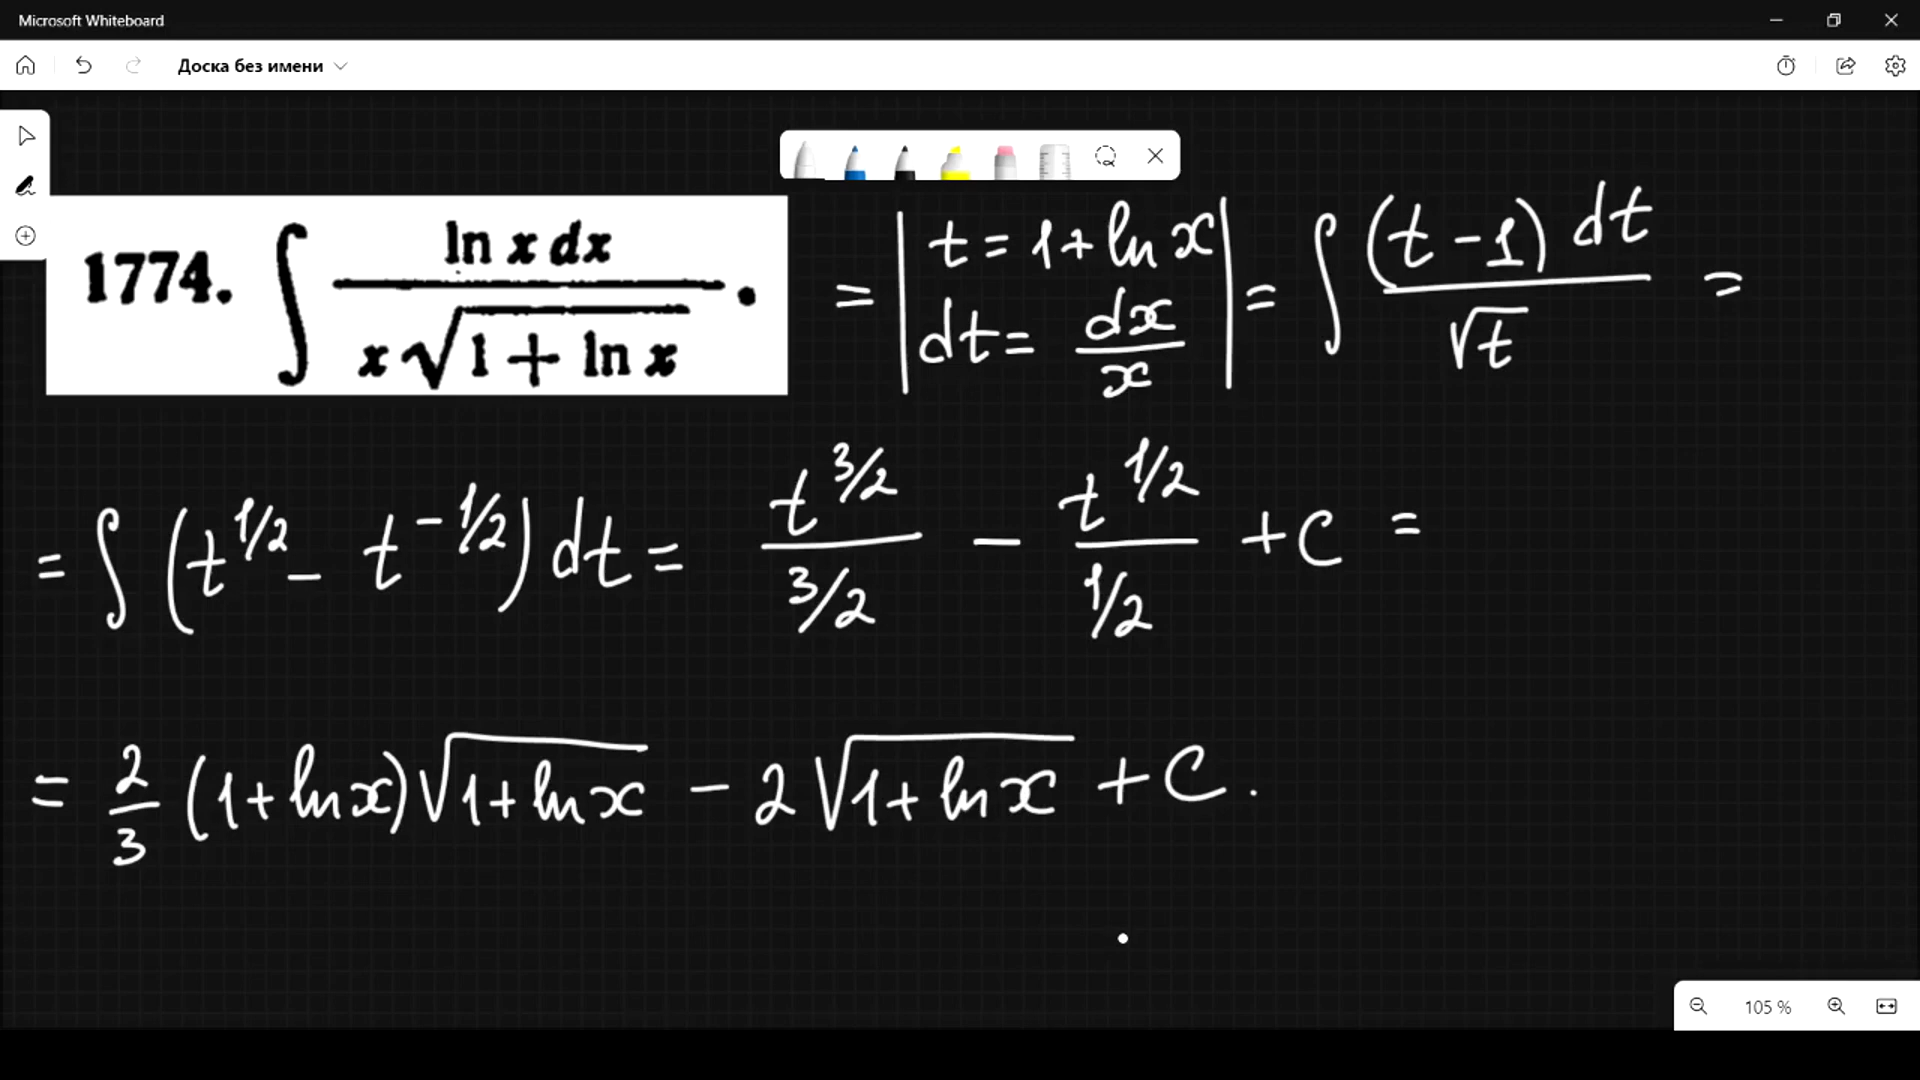 Microsoft Whiteboard
Доска без имени
1774. ∫ ln x dx / (x√(1 + ln x)). = | t = 1 + ln x; dt = dx/x | = ∫ (t - 1) dt / √t =
= ∫ (t^1/2 - t^-1/2) dt = t^3/2 / 3/2 - t^1/2 / 1/2 + C =
= 2/3 (1 + ln x)√(1 + ln x) - 2√(1 + ln x) + C.
105 %